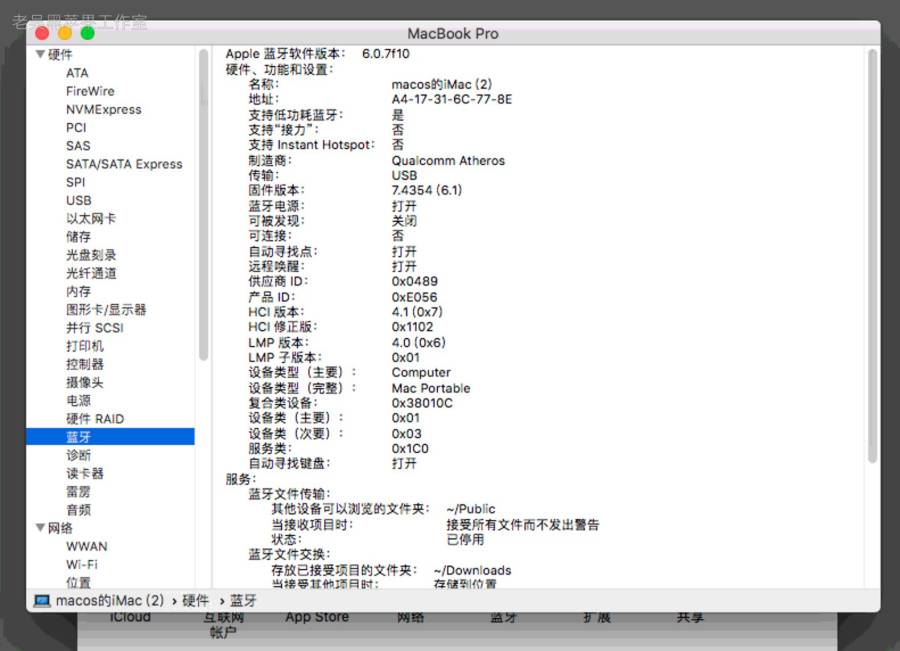 老吴黑苹果工作室
MacBook Pro
硬件
ATA
FireWire
NVMExpress
PCI
SAS
SATA/SATA Express
SPI
USB
以太网卡
储存
光盘刻录
光纤通道
内存
图形卡/显示器
并行 SCSI
打印机
控制器
摄像头
电源
硬件 RAID
蓝牙
诊断
读卡器
雷雳
音频
网络
WWAN
Wi-Fi
位置
Apple 蓝牙软件版本： 6.0.7f10
硬件、功能和设置：
名称： macos的iMac (2)
地址： A4-17-31-6C-77-8E
支持低功耗蓝牙： 是
支持“接力”： 否
支持 Instant Hotspot： 否
制造商： Qualcomm Atheros
传输： USB
固件版本： 7.4354 (6.1)
蓝牙电源： 打开
可被发现： 关闭
可连接： 否
自动寻找点： 打开
远程唤醒： 打开
供应商 ID： 0x0489
产品 ID： 0xE056
HCI 版本： 4.1 (0x7)
HCI 修正版： 0x1102
LMP 版本： 4.0 (0x6)
LMP 子版本： 0x01
设备类型（主要）： Computer
设备类型（完整）： Mac Portable
复合类设备： 0x38010C
设备类（主要）： 0x01
设备类（次要）： 0x03
服务类： 0x1C0
自动寻找键盘： 打开
服务：
蓝牙文件传输：
其他设备可以浏览的文件夹： ~/Public
当接收项目时： 接受所有文件而不发出警告
状态： 已停用
蓝牙文件交换：
存放已接受项目的文件夹： ~/Downloads
当接受其他项目时： 存储到位置
macos的iMac (2) › 硬件 › 蓝牙
iCloud 互联网 App Store 网络 蓝牙 扩展 共享
帐户